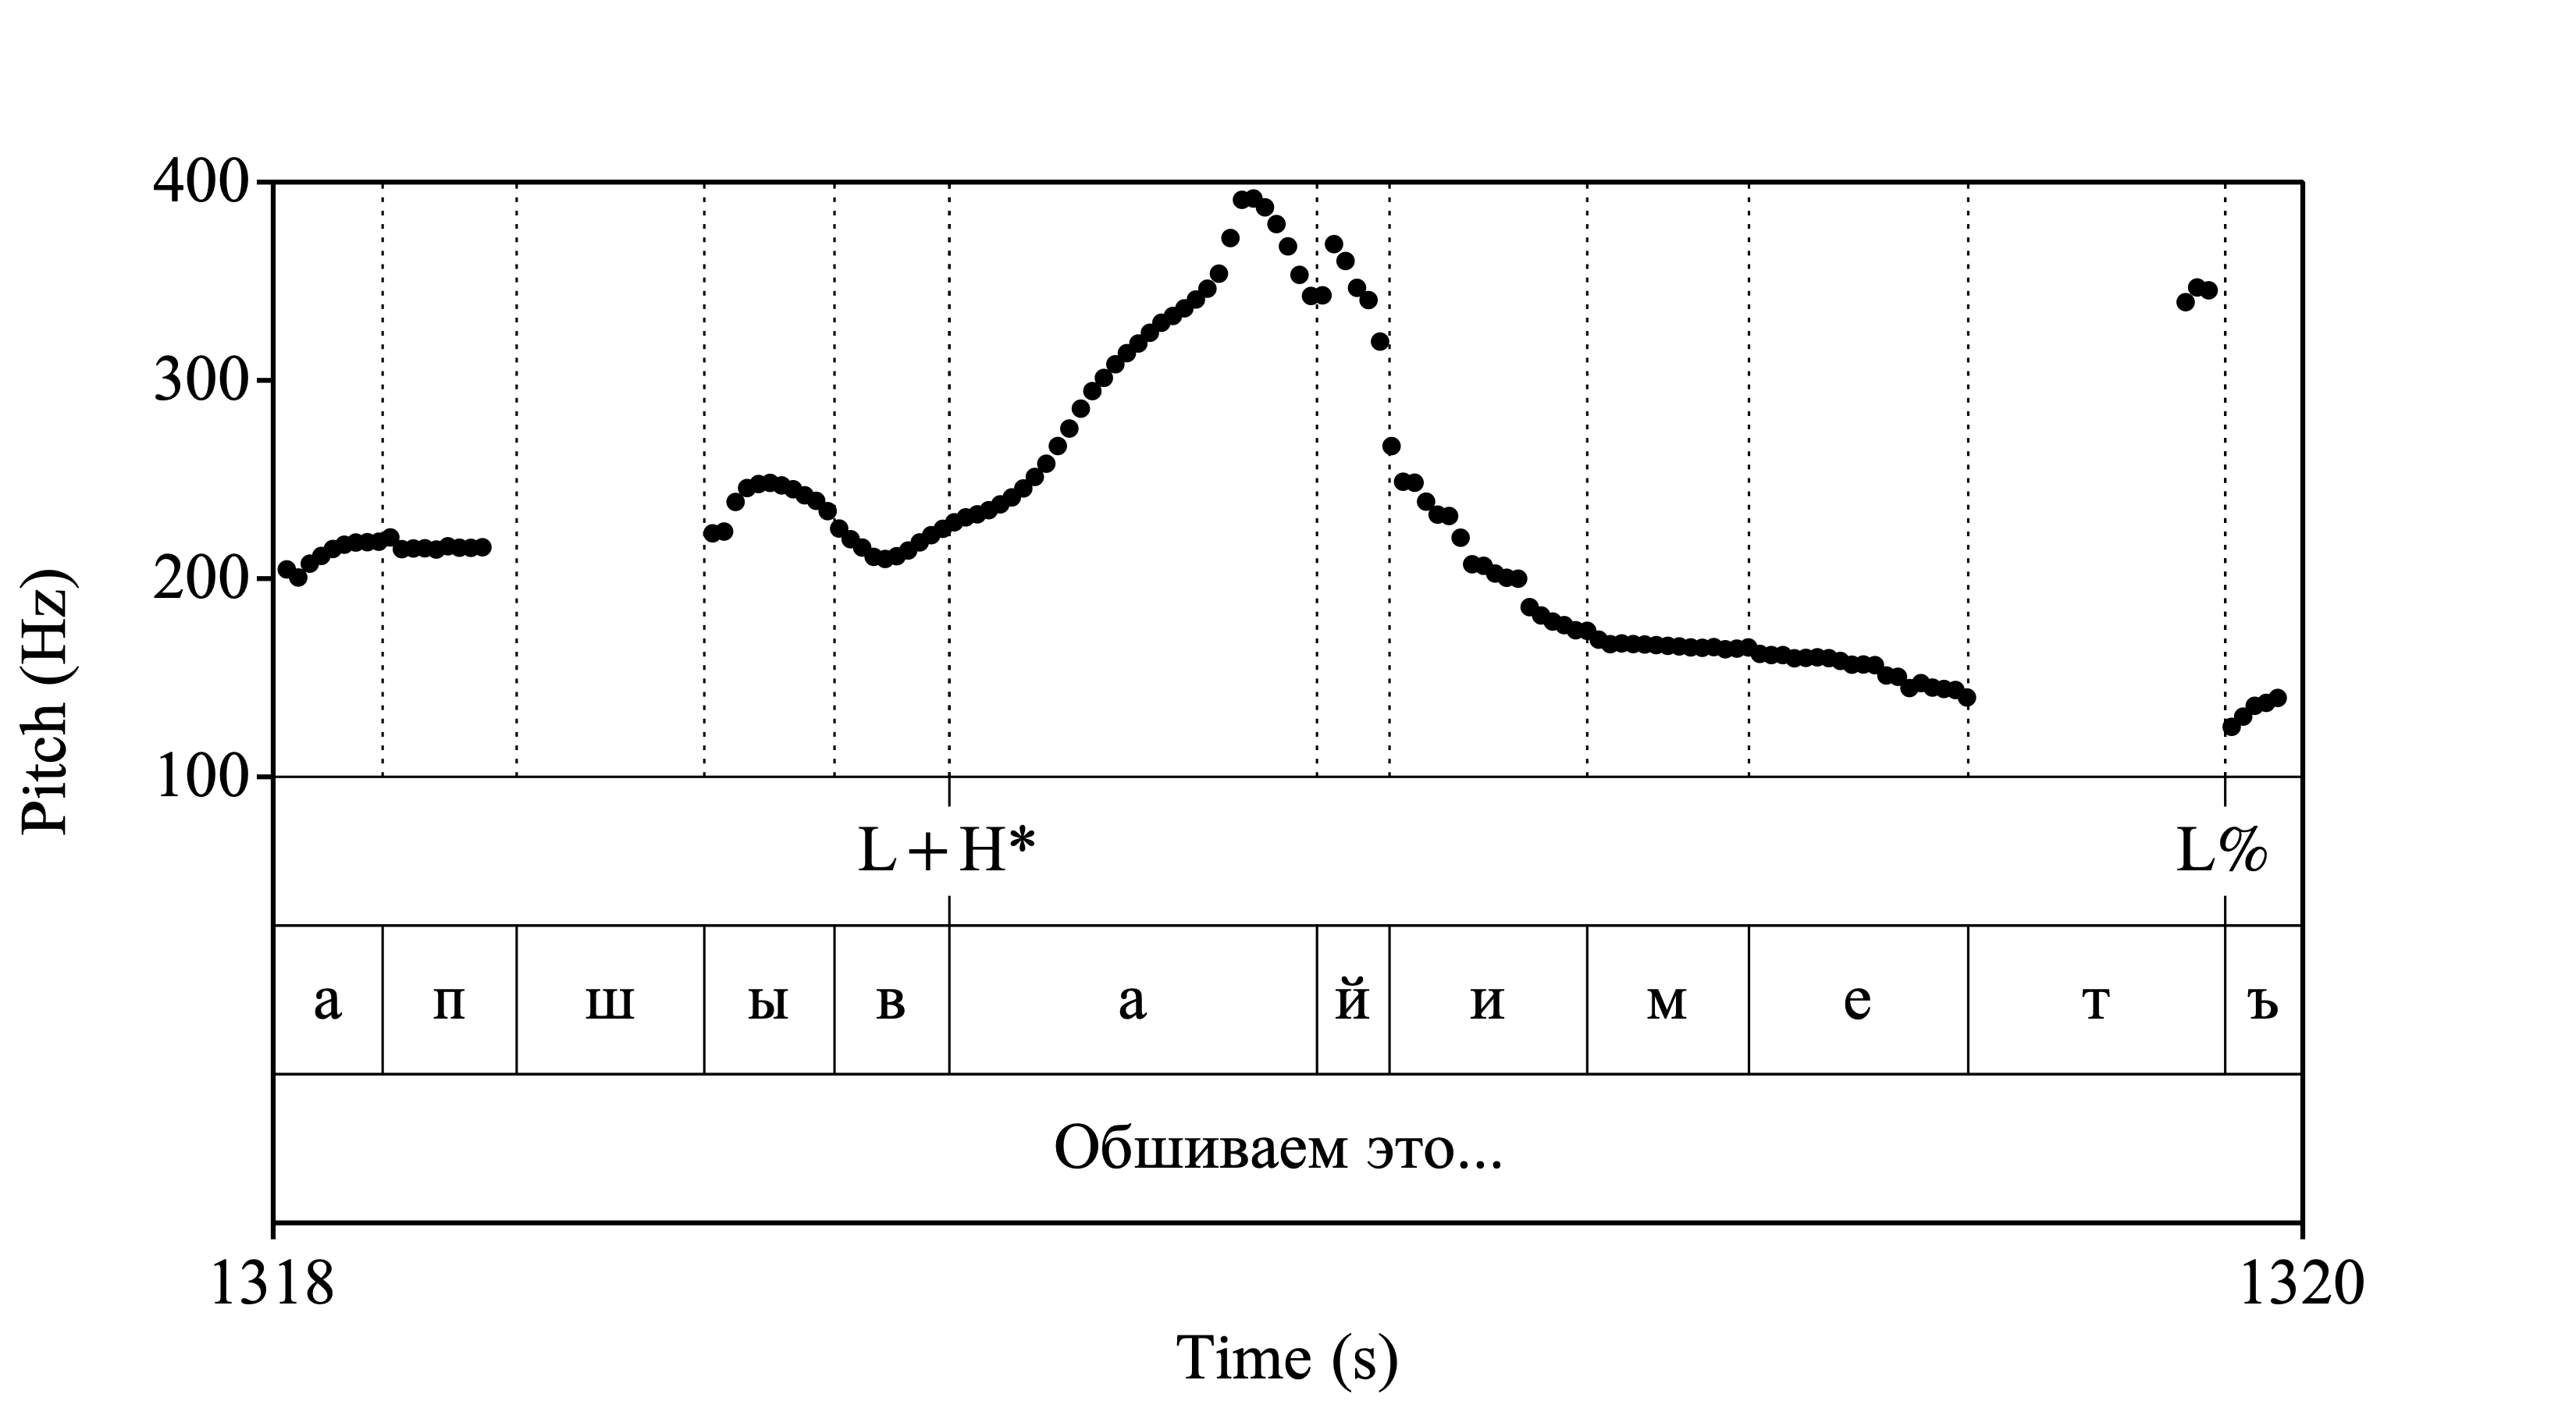 400
300
200
100
Pitch (Hz)
L+H* L%
а п ш ы в а й и м е т ъ
Обшиваем это...
1318 1320
Time (s)